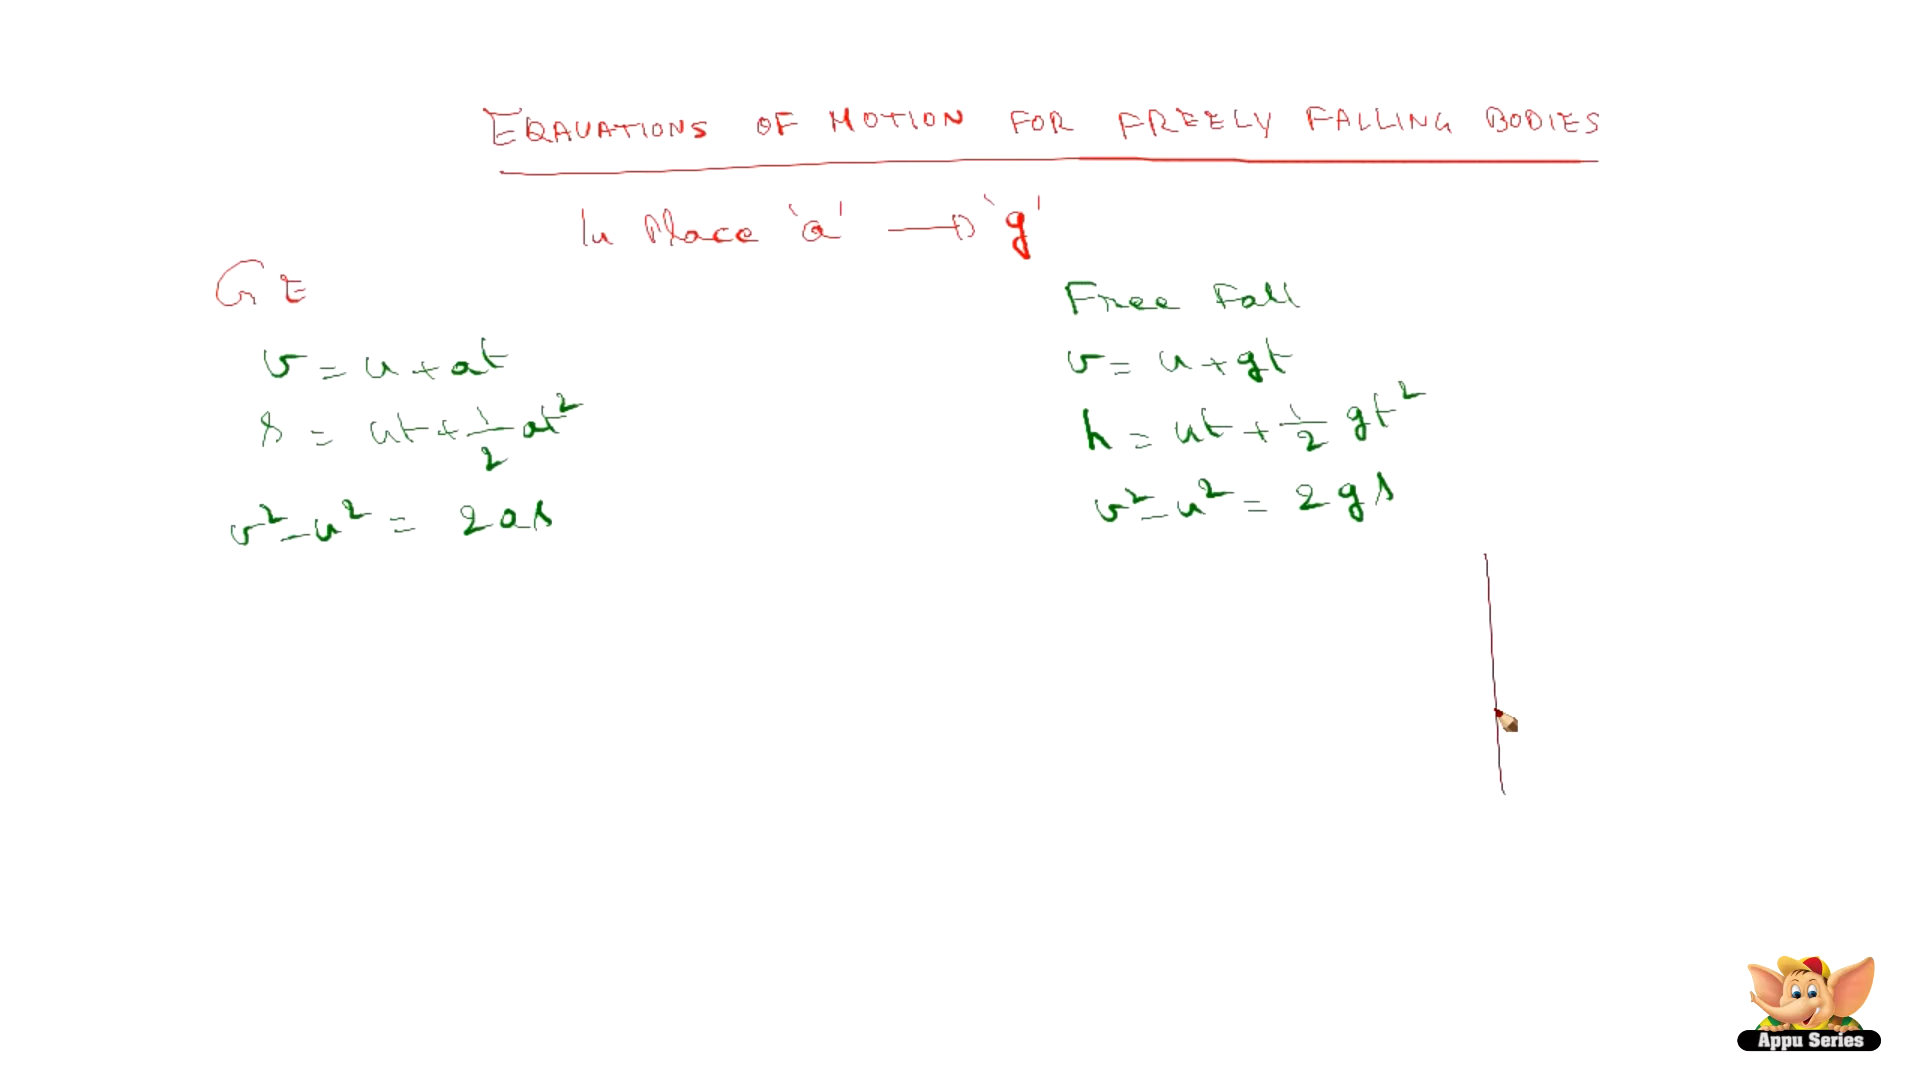 EQAUATIONS OF MOTION FOR FREELY FALLING BODIES
In Place 'a' → 'g'
GE
v = u + at
s = ut + 1/2 at²
v² - u² = 2as
Free Fall
v = u + gt
h = ut + 1/2 gt²
v² - u² = 2gs
Appu Series